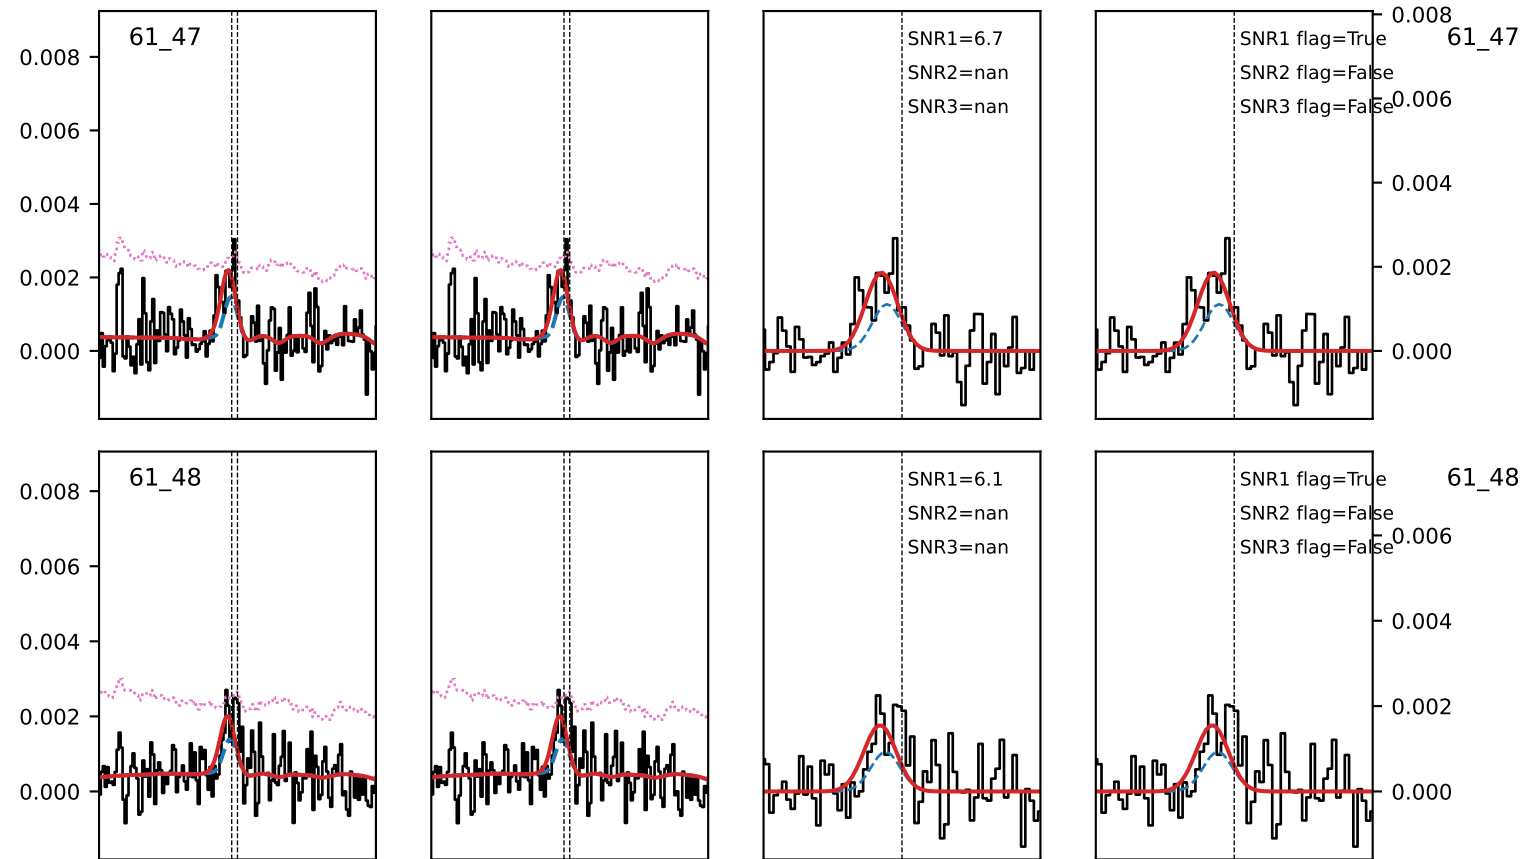 61_47
0.008
0.006
0.004
0.002
0.000
SNR1=6.7
SNR2=nan
SNR3=nan
SNR1 flag=True
SNR2 flag=False
SNR3 flag=False
0.008
0.006
0.004
0.002
0.000
61_47
61_48
0.008
0.006
0.004
0.002
0.000
SNR1=6.1
SNR2=nan
SNR3=nan
SNR1 flag=True
SNR2 flag=False
SNR3 flag=False
0.006
0.004
0.002
0.000
61_48